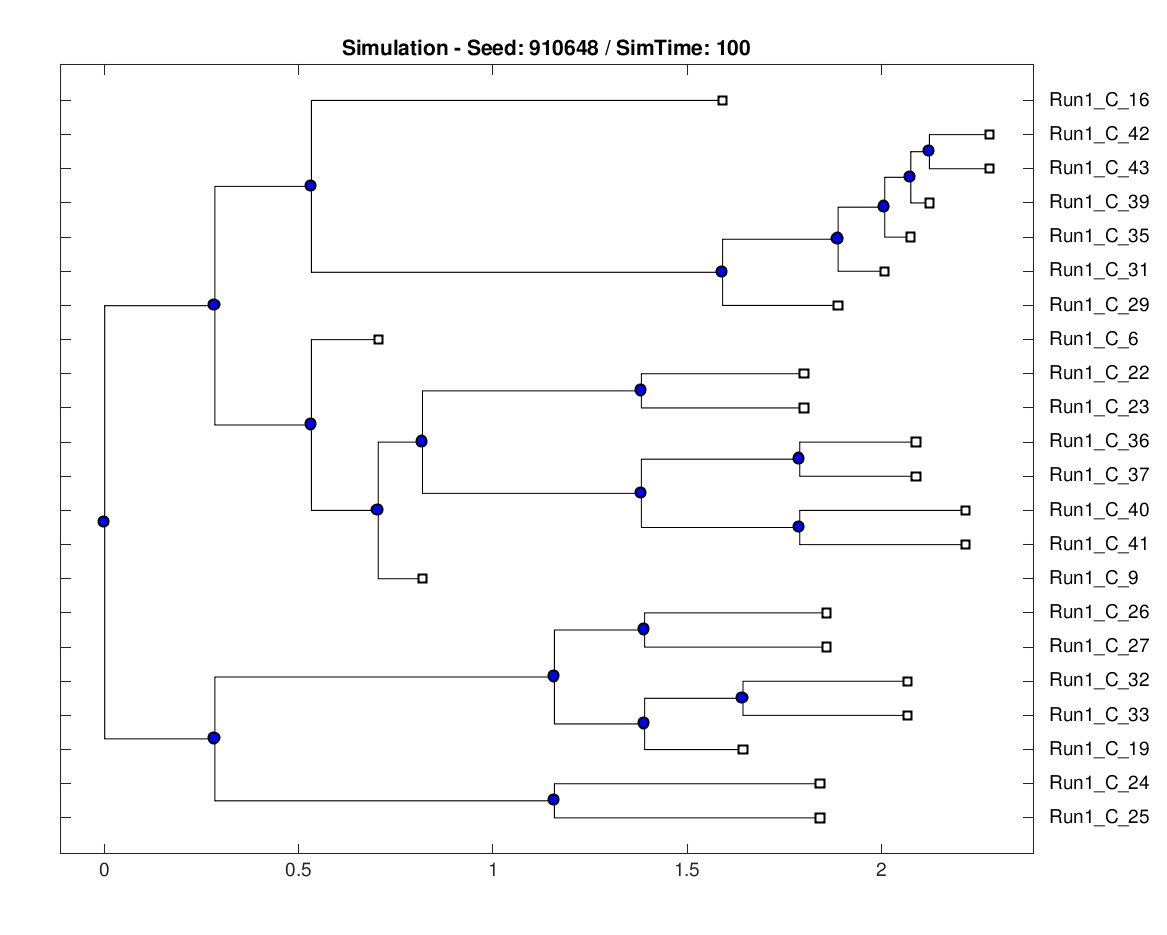 Simulation - Seed: 910648 / SimTime: 100
Run1_C_16
Run1_C_42
Run1_C_43
Run1_C_39
Run1_C_35
Run1_C_31
Run1_C_29
Run1_C_6
Run1_C_22
Run1_C_23
Run1_C_36
Run1_C_37
Run1_C_40
Run1_C_41
Run1_C_9
Run1_C_26
Run1_C_27
Run1_C_32
Run1_C_33
Run1_C_19
Run1_C_24
Run1_C_25
0 0.5 1 1.5 2